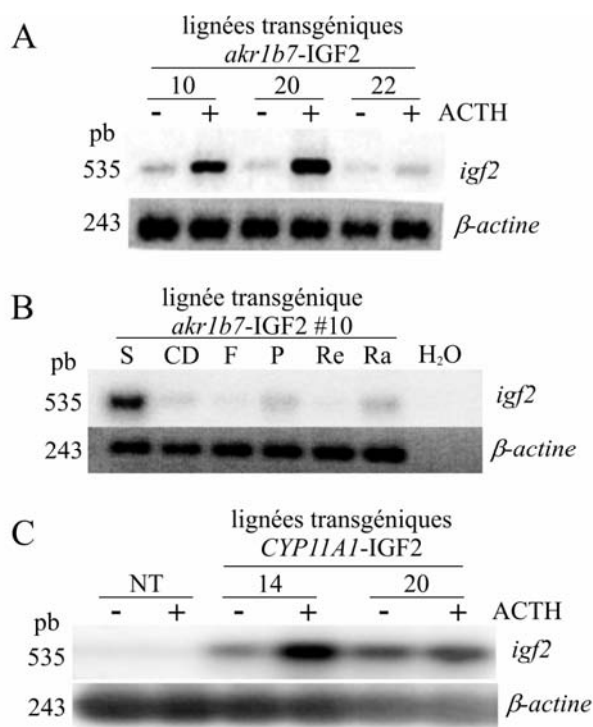 A
lignées transgéniques
akr1b7-IGF2
10 20 22
- + - + - + ACTH
pb
535 igf2
243 β-actine
B
lignée transgénique
akr1b7-IGF2 #10
pb S CD F P Re Ra H₂O
535 igf2
243 β-actine
C
lignées transgéniques
CYP11A1-IGF2
NT 14 20
- + - + - + ACTH
pb
535 igf2
243 β-actine